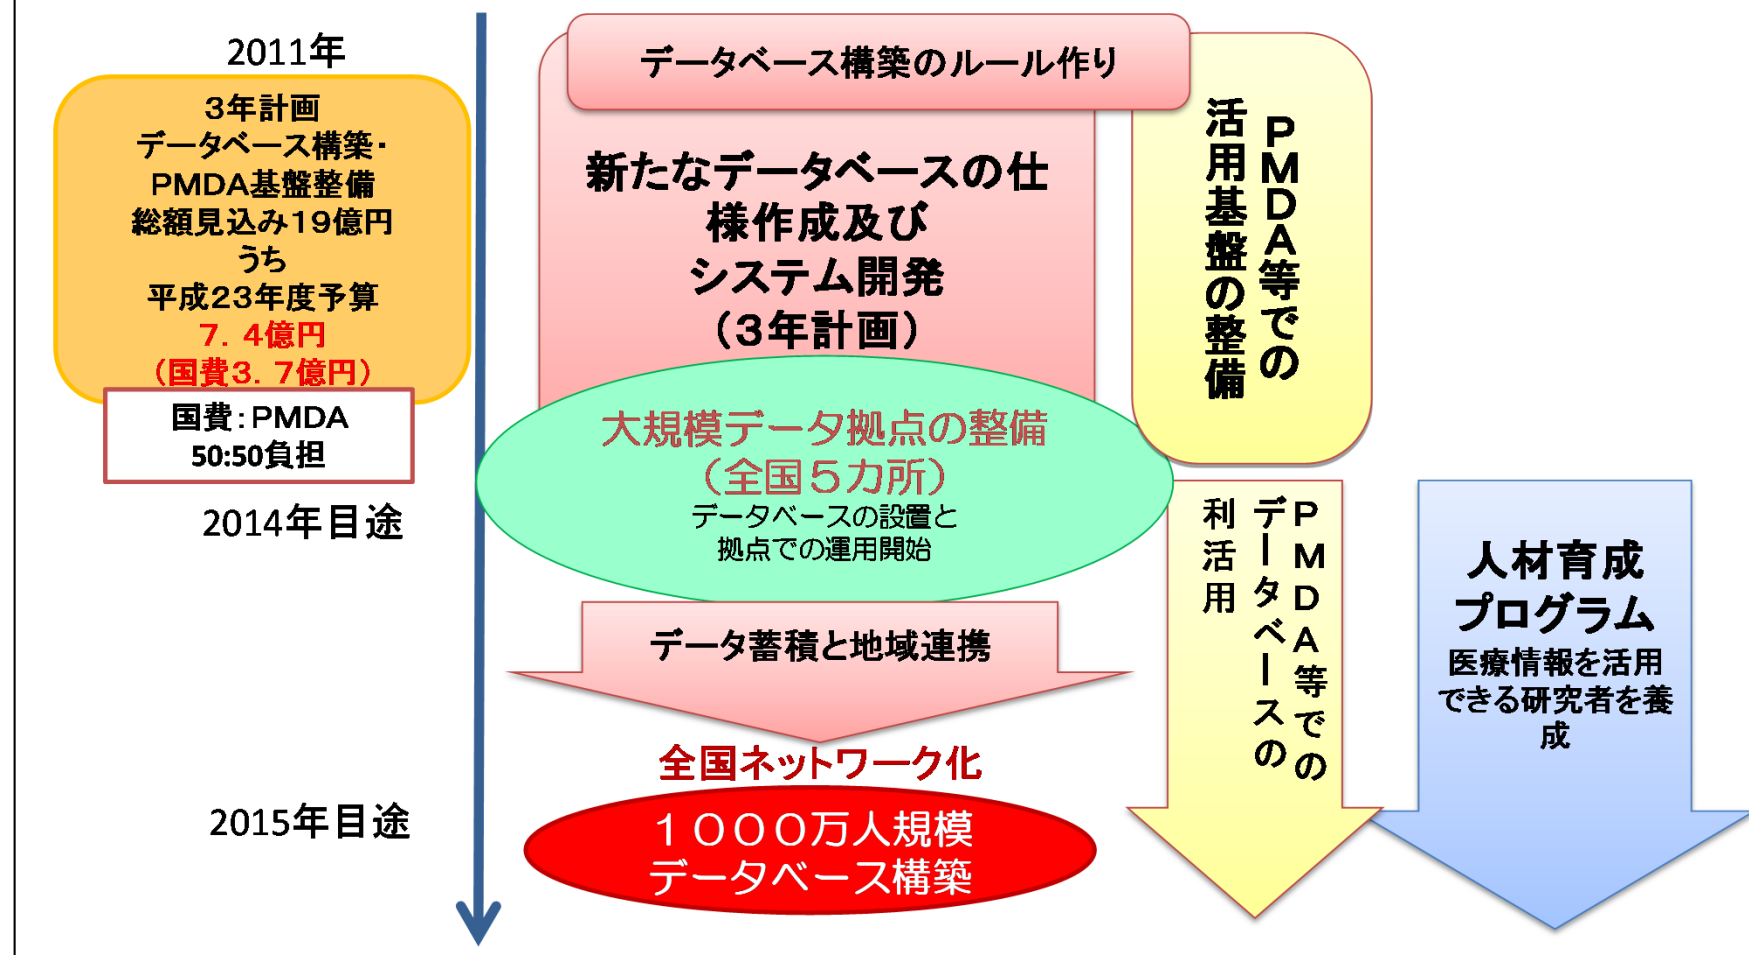 2011年
３年計画
データベース構築・
PMDA基盤整備
総額見込み１９億円
うち
平成２３年度予算
７．４億円
（国費３．７億円）
国費：PMDA
50:50負担
2014年目途
2015年目途
データベース構築のルール作り
新たなデータベースの仕
様作成及び
システム開発
（３年計画）
大規模データ拠点の整備
（全国５カ所）
データベースの設置と
拠点での運用開始
データ蓄積と地域連携
全国ネットワーク化
１０００万人規模
データベース構築
ＰＭＤＡ等での
活用基盤の整備
ＰＭＤＡ等での
データベースの
利活用
人材育成
プログラム
医療情報を活用
できる研究者を養
成